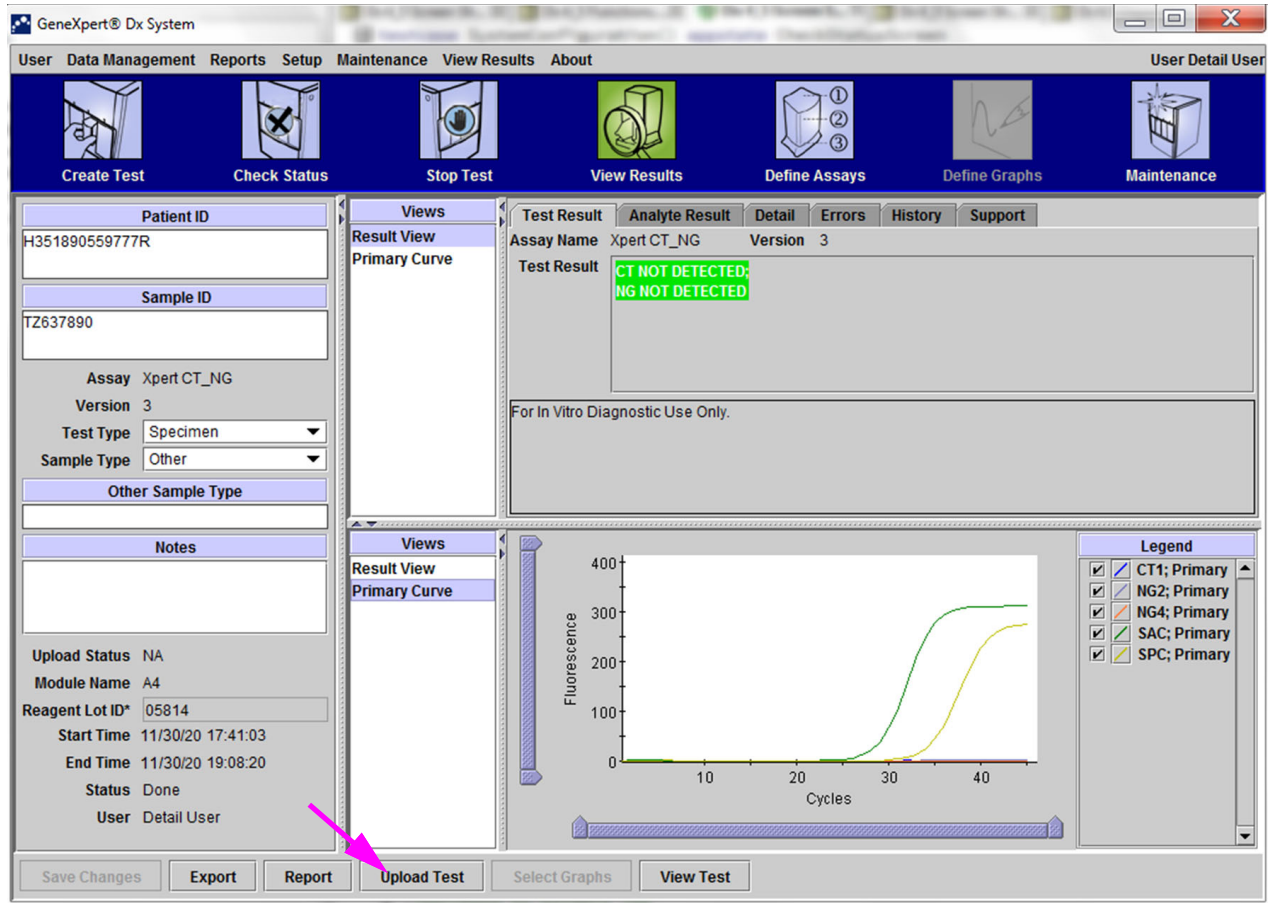 GeneXpert® Dx System
User Data Management Reports Setup Maintenance View Results About User Detail User
Create Test Check Status Stop Test View Results Define Assays Define Graphs Maintenance
① ② ③
Patient ID
H351890559777R
Sample ID
TZ637890
Assay Xpert CT_NG
Version 3
Test Type Specimen
Sample Type Other
Other Sample Type
Notes
Upload Status NA
Module Name A4
Reagent Lot ID* 05814
Start Time 11/30/20 17:41:03
End Time 11/30/20 19:08:20
Status Done
User Detail User
Views
Result View
Primary Curve
Test Result Analyte Result Detail Errors History Support
Assay Name Xpert CT_NG Version 3
Test Result CT NOT DETECTED;
NG NOT DETECTED
For In Vitro Diagnostic Use Only.
Views
Result View
Primary Curve
Fluorescence
400
300
200
100
0
10 20 30 40
Cycles
Legend
CT1; Primary
NG2; Primary
NG4; Primary
SAC; Primary
SPC; Primary
Save Changes Export Report Upload Test Select Graphs View Test